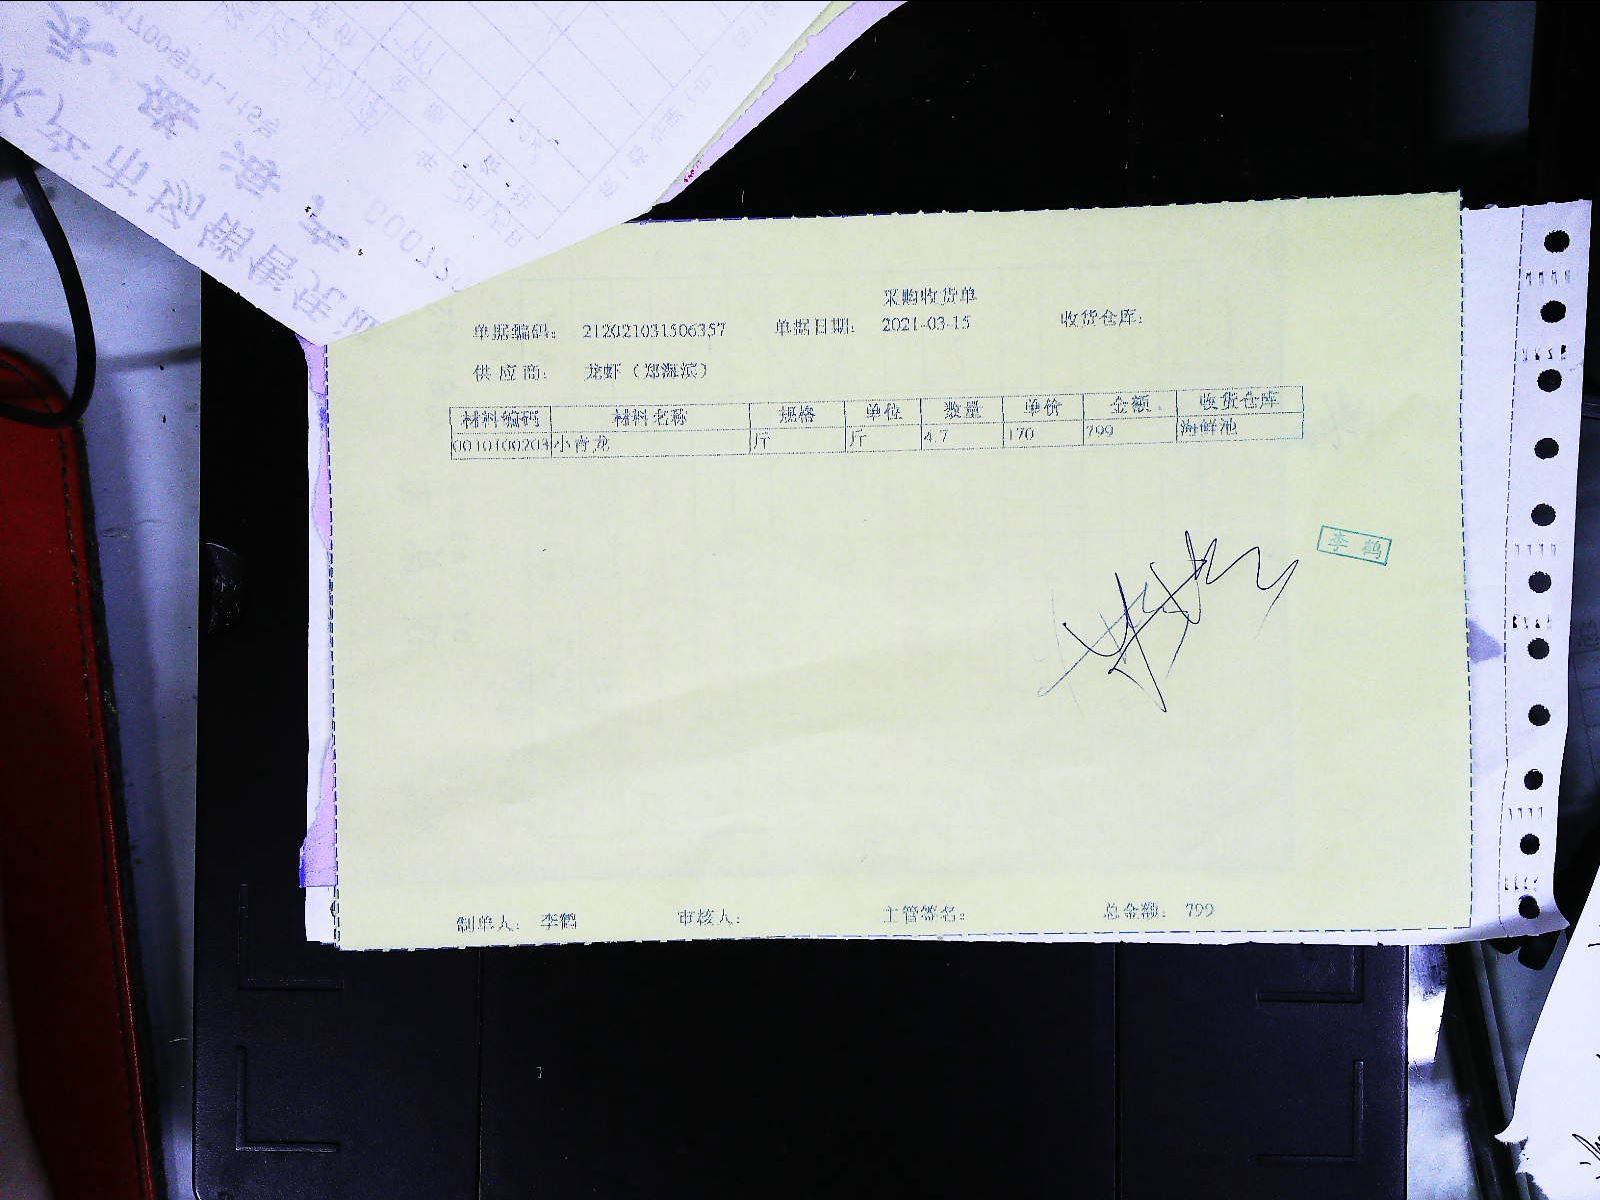 采购收货单
单据编码: 212021031506357 单据日期: 2021-03-15 收货仓库:
供应商: 龙虾（郑海滨）
材料编码 材料名称 规格 单位 数量 单价 金额 收货仓库
0010100203 小青龙 斤 斤 4.7 170 799 海鲜池
李鹤
制单人: 李鹤 审核人: 主管签名: 总金额: 799